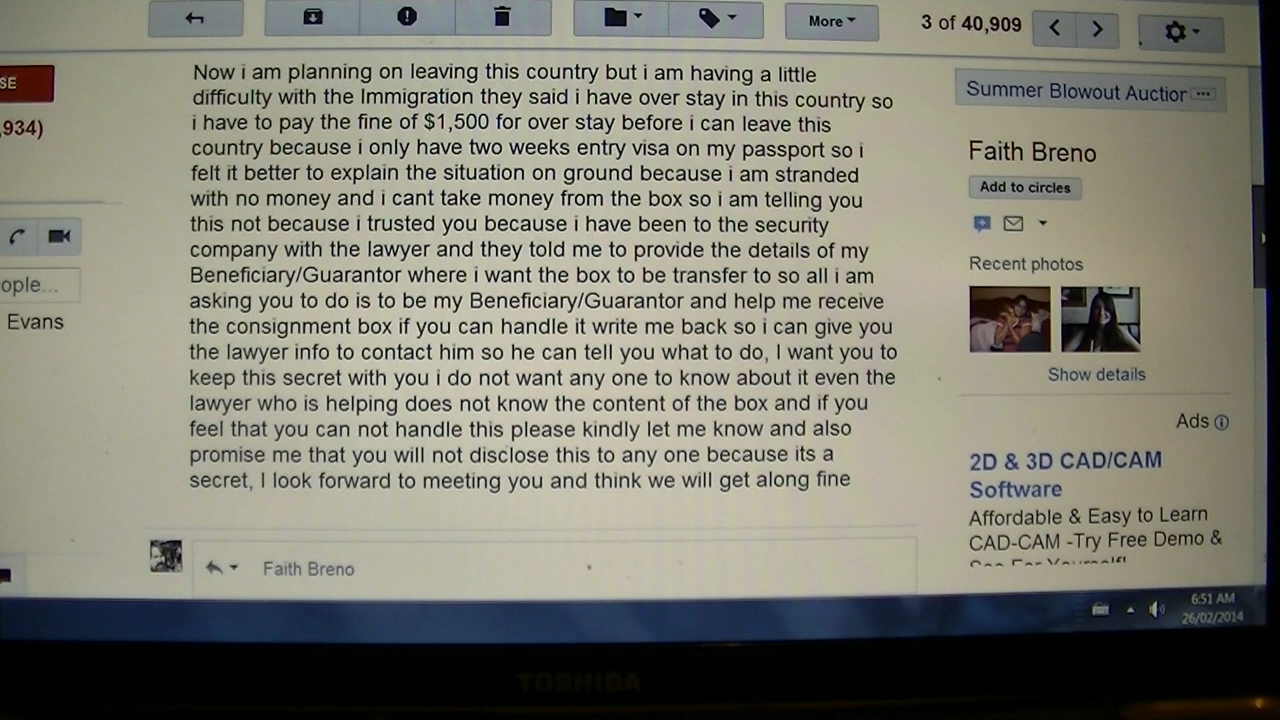 More
3 of 40,909
SE
,934)
ople...
Evans
Now i am planning on leaving this country but i am having a little
difficulty with the Immigration they said i have over stay in this country so
i have to pay the fine of $1,500 for over stay before i can leave this
country because i only have two weeks entry visa on my passport so i
felt it better to explain the situation on ground because i am stranded
with no money and i cant take money from the box so i am telling you
this not because i trusted you because i have been to the security
company with the lawyer and they told me to provide the details of my
Beneficiary/Guarantor where i want the box to be transfer to so all i am
asking you to do is to be my Beneficiary/Guarantor and help me receive
the consignment box if you can handle it write me back so i can give you
the lawyer info to contact him so he can tell you what to do, I want you to
keep this secret with you i do not want any one to know about it even the
lawyer who is helping does not know the content of the box and if you
feel that you can not handle this please kindly let me know and also
promise me that you will not disclose this to any one because its a
secret, I look forward to meeting you and think we will get along fine
Faith Breno
Summer Blowout Auction
Faith Breno
Add to circles
Recent photos
Show details
Ads
2D & 3D CAD/CAM
Software
Affordable & Easy to Learn
CAD-CAM -Try Free Demo &
See For Yourself!
6:51 AM
26/02/2014
TOSHIBA